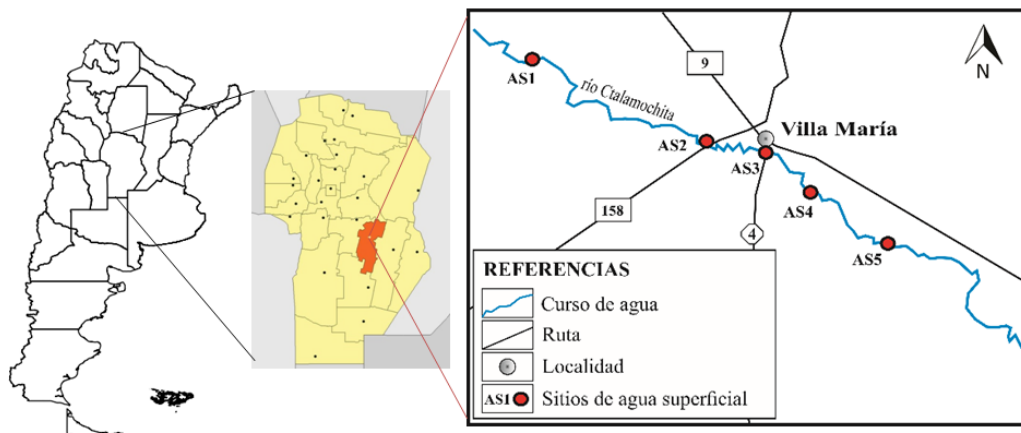 AS1
9
N
río Ctalamochita
Villa María
AS2
AS3
AS4
158
4
AS5
REFERENCIAS
Curso de agua
Ruta
Localidad
AS1 Sitios de agua superficial